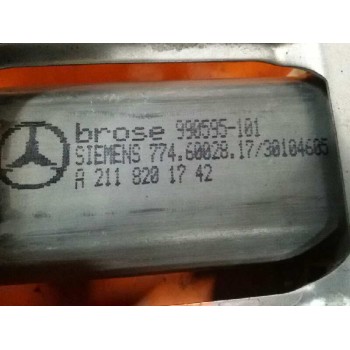 brose 990595-101
SIEMENS 774.60028.17/30104605
A 211 820 17 42